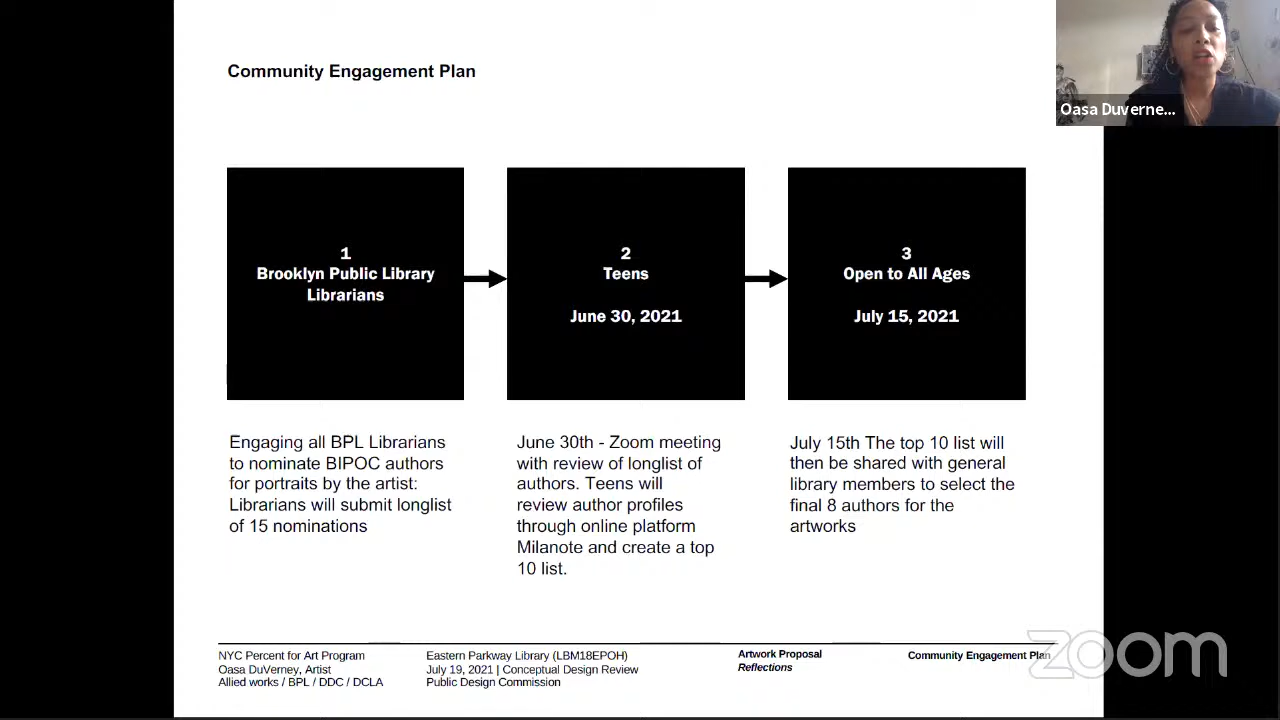 Community Engagement Plan
Oasa Duverne...
1
Brooklyn Public Library
Librarians
2
Teens
June 30, 2021
3
Open to All Ages
July 15, 2021
Engaging all BPL Librarians
to nominate BIPOC authors
for portraits by the artist:
Librarians will submit longlist
of 15 nominations
June 30th - Zoom meeting
with review of longlist of
authors. Teens will
review author profiles
through online platform
Milanote and create a top
10 list.
July 15th The top 10 list will
then be shared with general
library members to select the
final 8 authors for the
artworks
NYC Percent for Art Program
Oasa DuVerney, Artist
Allied works / BPL / DDC / DCLA
Eastern Parkway Library (LBM18EPOH)
July 19, 2021 | Conceptual Design Review
Public Design Commission
Artwork Proposal
Reflections
Community Engagement Plan
zoom